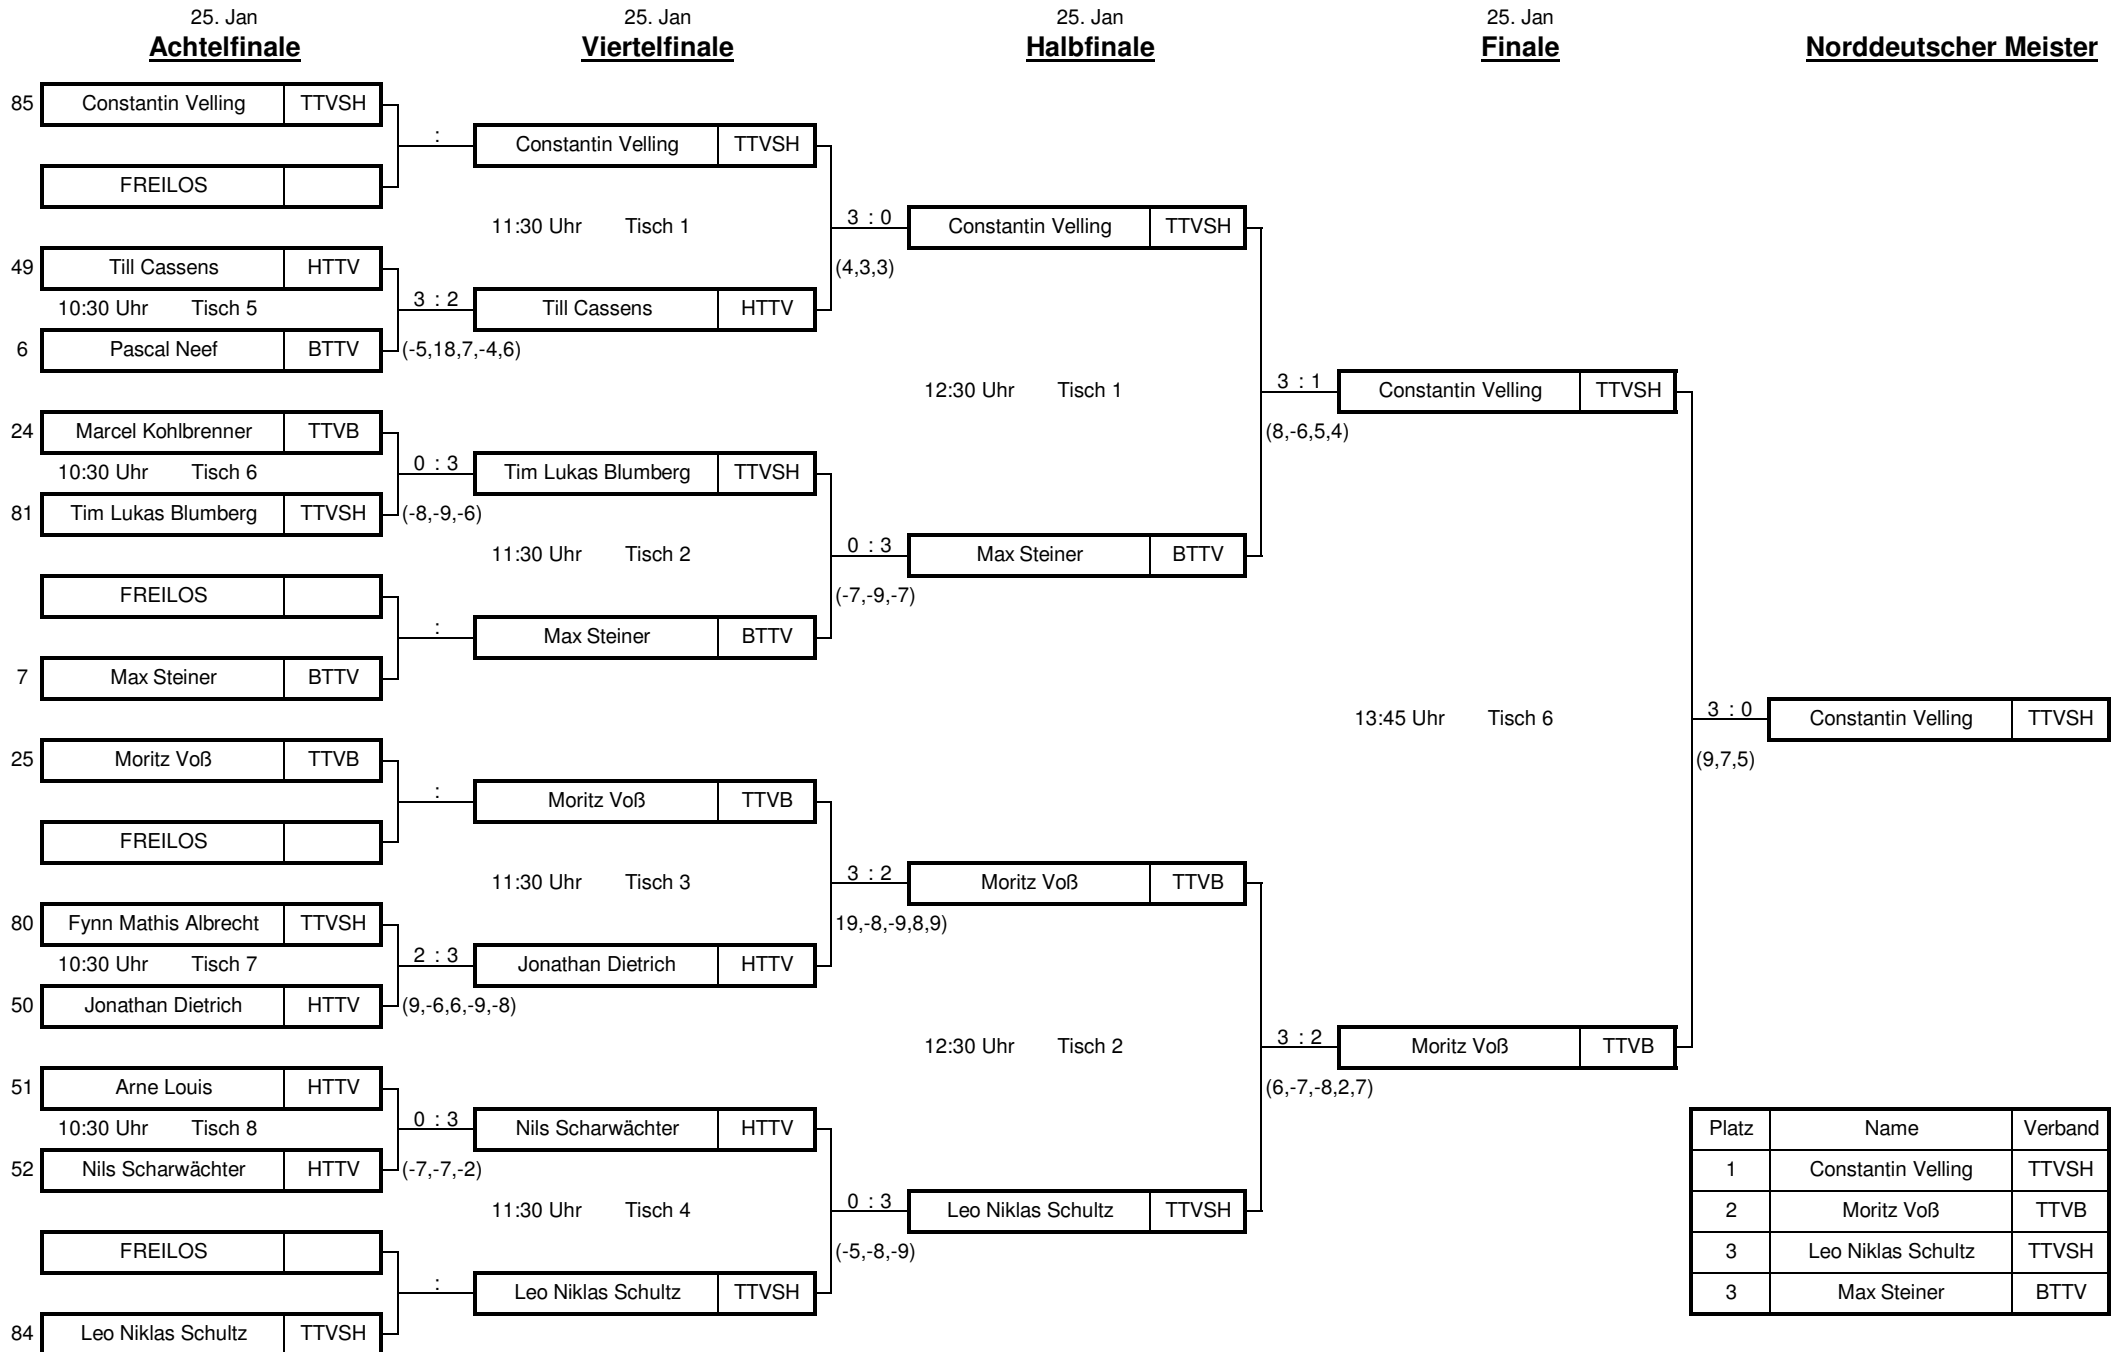 25. Jan 25. Jan 25. Jan 25. Jan
Achtelfinale Viertelfinale Halbfinale Finale Norddeutscher Meister
85 Constantin Velling TTVSH
: Constantin Velling TTVSH
FREILOS
11:30 Uhr Tisch 1 3 : 0 Constantin Velling TTVSH
49 Till Cassens HTTV (4,3,3)
10:30 Uhr Tisch 5 3 : 2 Till Cassens HTTV
6 Pascal Neef BTTV (-5,18,7,-4,6)
12:30 Uhr Tisch 1 3 : 1 Constantin Velling TTVSH
24 Marcel Kohlbrenner TTVB (8,-6,5,4)
10:30 Uhr Tisch 6 0 : 3 Tim Lukas Blumberg TTVSH
81 Tim Lukas Blumberg TTVSH (-8,-9,-6)
11:30 Uhr Tisch 2 0 : 3 Max Steiner BTTV
FREILOS (-7,-9,-7)
: Max Steiner BTTV
7 Max Steiner BTTV
13:45 Uhr Tisch 6 3 : 0 Constantin Velling TTVSH
25 Moritz Voß TTVB (9,7,5)
: Moritz Voß TTVB
FREILOS
11:30 Uhr Tisch 3 3 : 2 Moritz Voß TTVB
80 Fynn Mathis Albrecht TTVSH 19,-8,-9,8,9)
10:30 Uhr Tisch 7 2 : 3 Jonathan Dietrich HTTV
50 Jonathan Dietrich HTTV (9,-6,6,-9,-8)
12:30 Uhr Tisch 2 3 : 2 Moritz Voß TTVB
51 Arne Louis HTTV (6,-7,-8,2,7)
10:30 Uhr Tisch 8 0 : 3 Nils Scharwächter HTTV Platz Name Verband
52 Nils Scharwächter HTTV (-7,-7,-2) 1 Constantin Velling TTVSH
11:30 Uhr Tisch 4 0 : 3 Leo Niklas Schultz TTVSH 2 Moritz Voß TTVB
FREILOS (-5,-8,-9) 3 Leo Niklas Schultz TTVSH
: Leo Niklas Schultz TTVSH 3 Max Steiner BTTV
84 Leo Niklas Schultz TTVSH